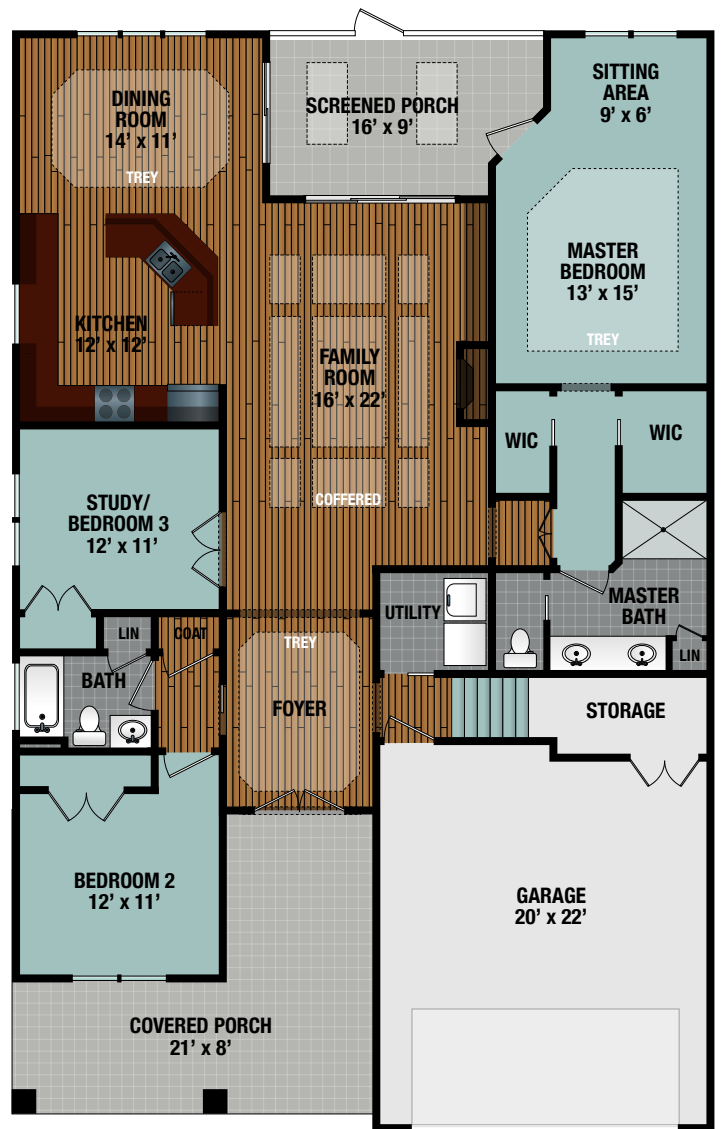 DINING
ROOM
14’ x 11’
TREY
SCREENED PORCH
16’ x 9’
SITTING
AREA
9’ x 6’
MASTER
BEDROOM
13’ x 15’
TREY
KITCHEN
12’ x 12’
FAMILY
ROOM
16’ x 22’
COFFERED
WIC
WIC
STUDY/
BEDROOM 3
12’ x 11’
UTILITY
MASTER
BATH
LIN
LIN
COAT
TREY
BATH
FOYER
STORAGE
BEDROOM 2
12’ x 11’
GARAGE
20’ x 22’
COVERED PORCH
21’ x 8’